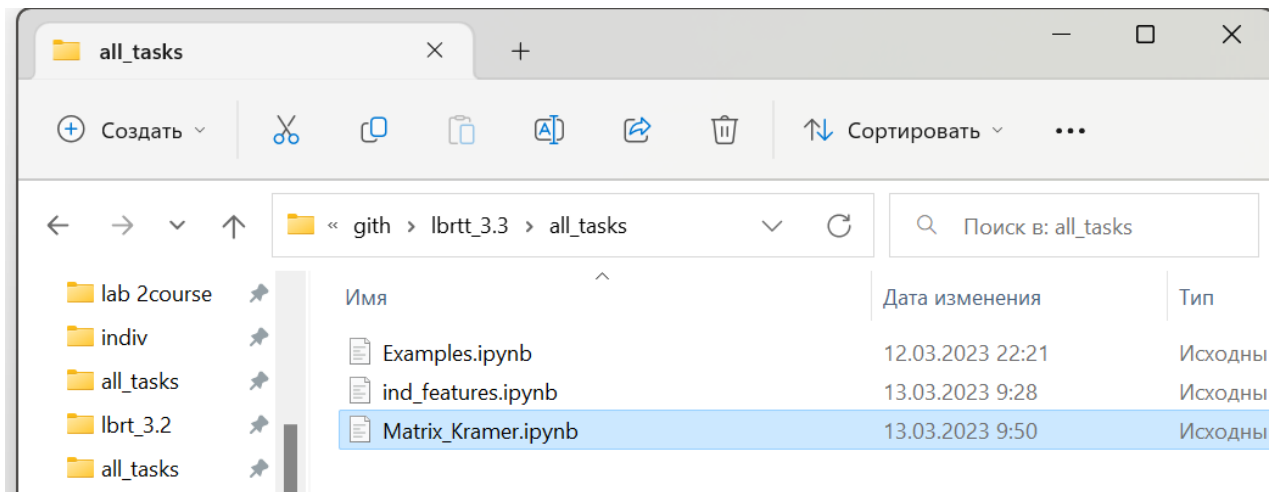 all_tasks
Создать Сортировать
« gith › lbrtt_3.3 › all_tasks Поиск в: all_tasks
lab 2course
indiv
all_tasks
lbrt_3.2
all_tasks
Имя Дата изменения Тип
Examples.ipynb 12.03.2023 22:21 Исходны
ind_features.ipynb 13.03.2023 9:28 Исходны
Matrix_Kramer.ipynb 13.03.2023 9:50 Исходны